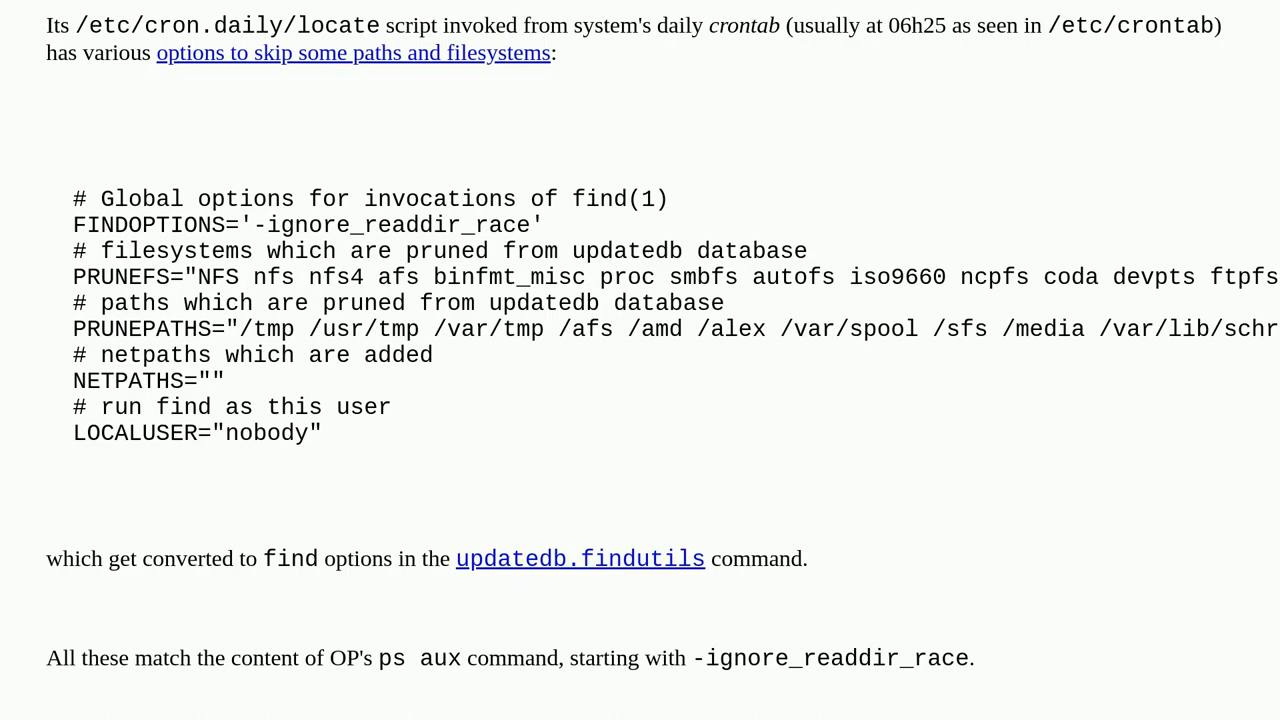 Its /etc/cron.daily/locate script invoked from system's daily crontab (usually at 06h25 as seen in /etc/crontab)
has various options to skip some paths and filesystems:
# Global options for invocations of find(1)
FINDOPTIONS='-ignore_readdir_race'
# filesystems which are pruned from updatedb database
PRUNEFS="NFS nfs nfs4 afs binfmt_misc proc smbfs autofs iso9660 ncpfs coda devpts ftpfs
# paths which are pruned from updatedb database
PRUNEPATHS="/tmp /usr/tmp /var/tmp /afs /amd /alex /var/spool /sfs /media /var/lib/schr
# netpaths which are added
NETPATHS=""
# run find as this user
LOCALUSER="nobody"
which get converted to find options in the updatedb.findutils command.
All these match the content of OP's ps aux command, starting with -ignore_readdir_race.